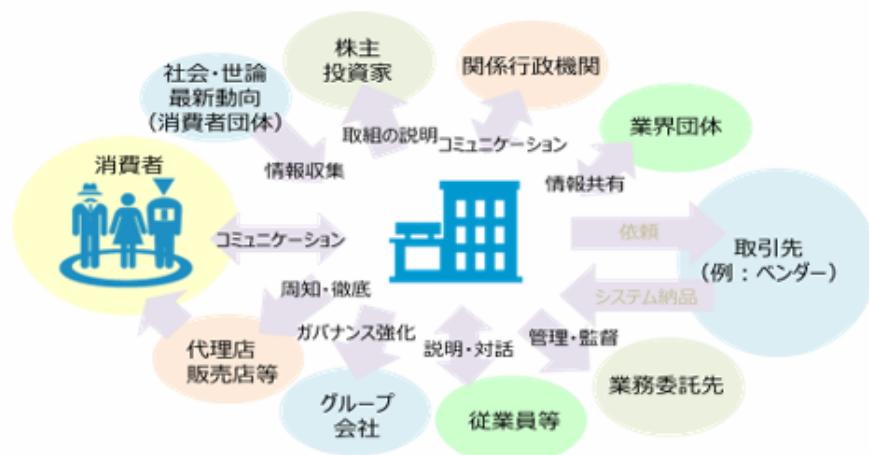 株主
投資家
関係行政機関
社会・世論
最新動向
（消費者団体）
取組の説明
コミュニケーション
業界団体
消費者
情報収集
情報共有
コミュニケーション
依頼
取引先
（例：ベンダー）
周知・徹底
システム納品
ガバナンス強化
説明・対話
管理・監督
代理店
販売店等
業務委託先
グループ
会社
従業員等